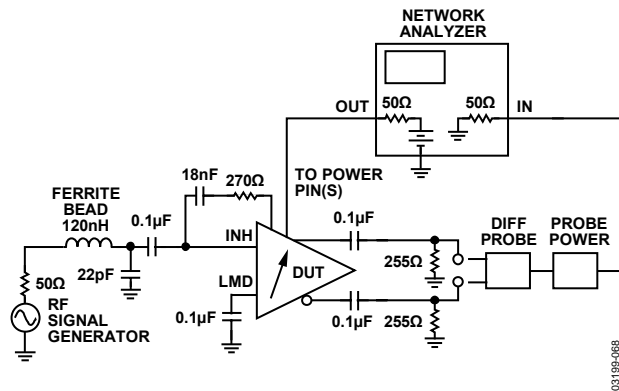 NETWORK
ANALYZER
OUT
50Ω
50Ω
IN
18nF
270Ω
TO POWER
PIN(S)
FERRITE
BEAD
120nH
0.1µF
0.1µF
INH
DIFF
PROBE
PROBE
POWER
50Ω
22pF
LMD
DUT
255Ω
RF
SIGNAL
GENERATOR
0.1µF
0.1µF
255Ω
03199-068